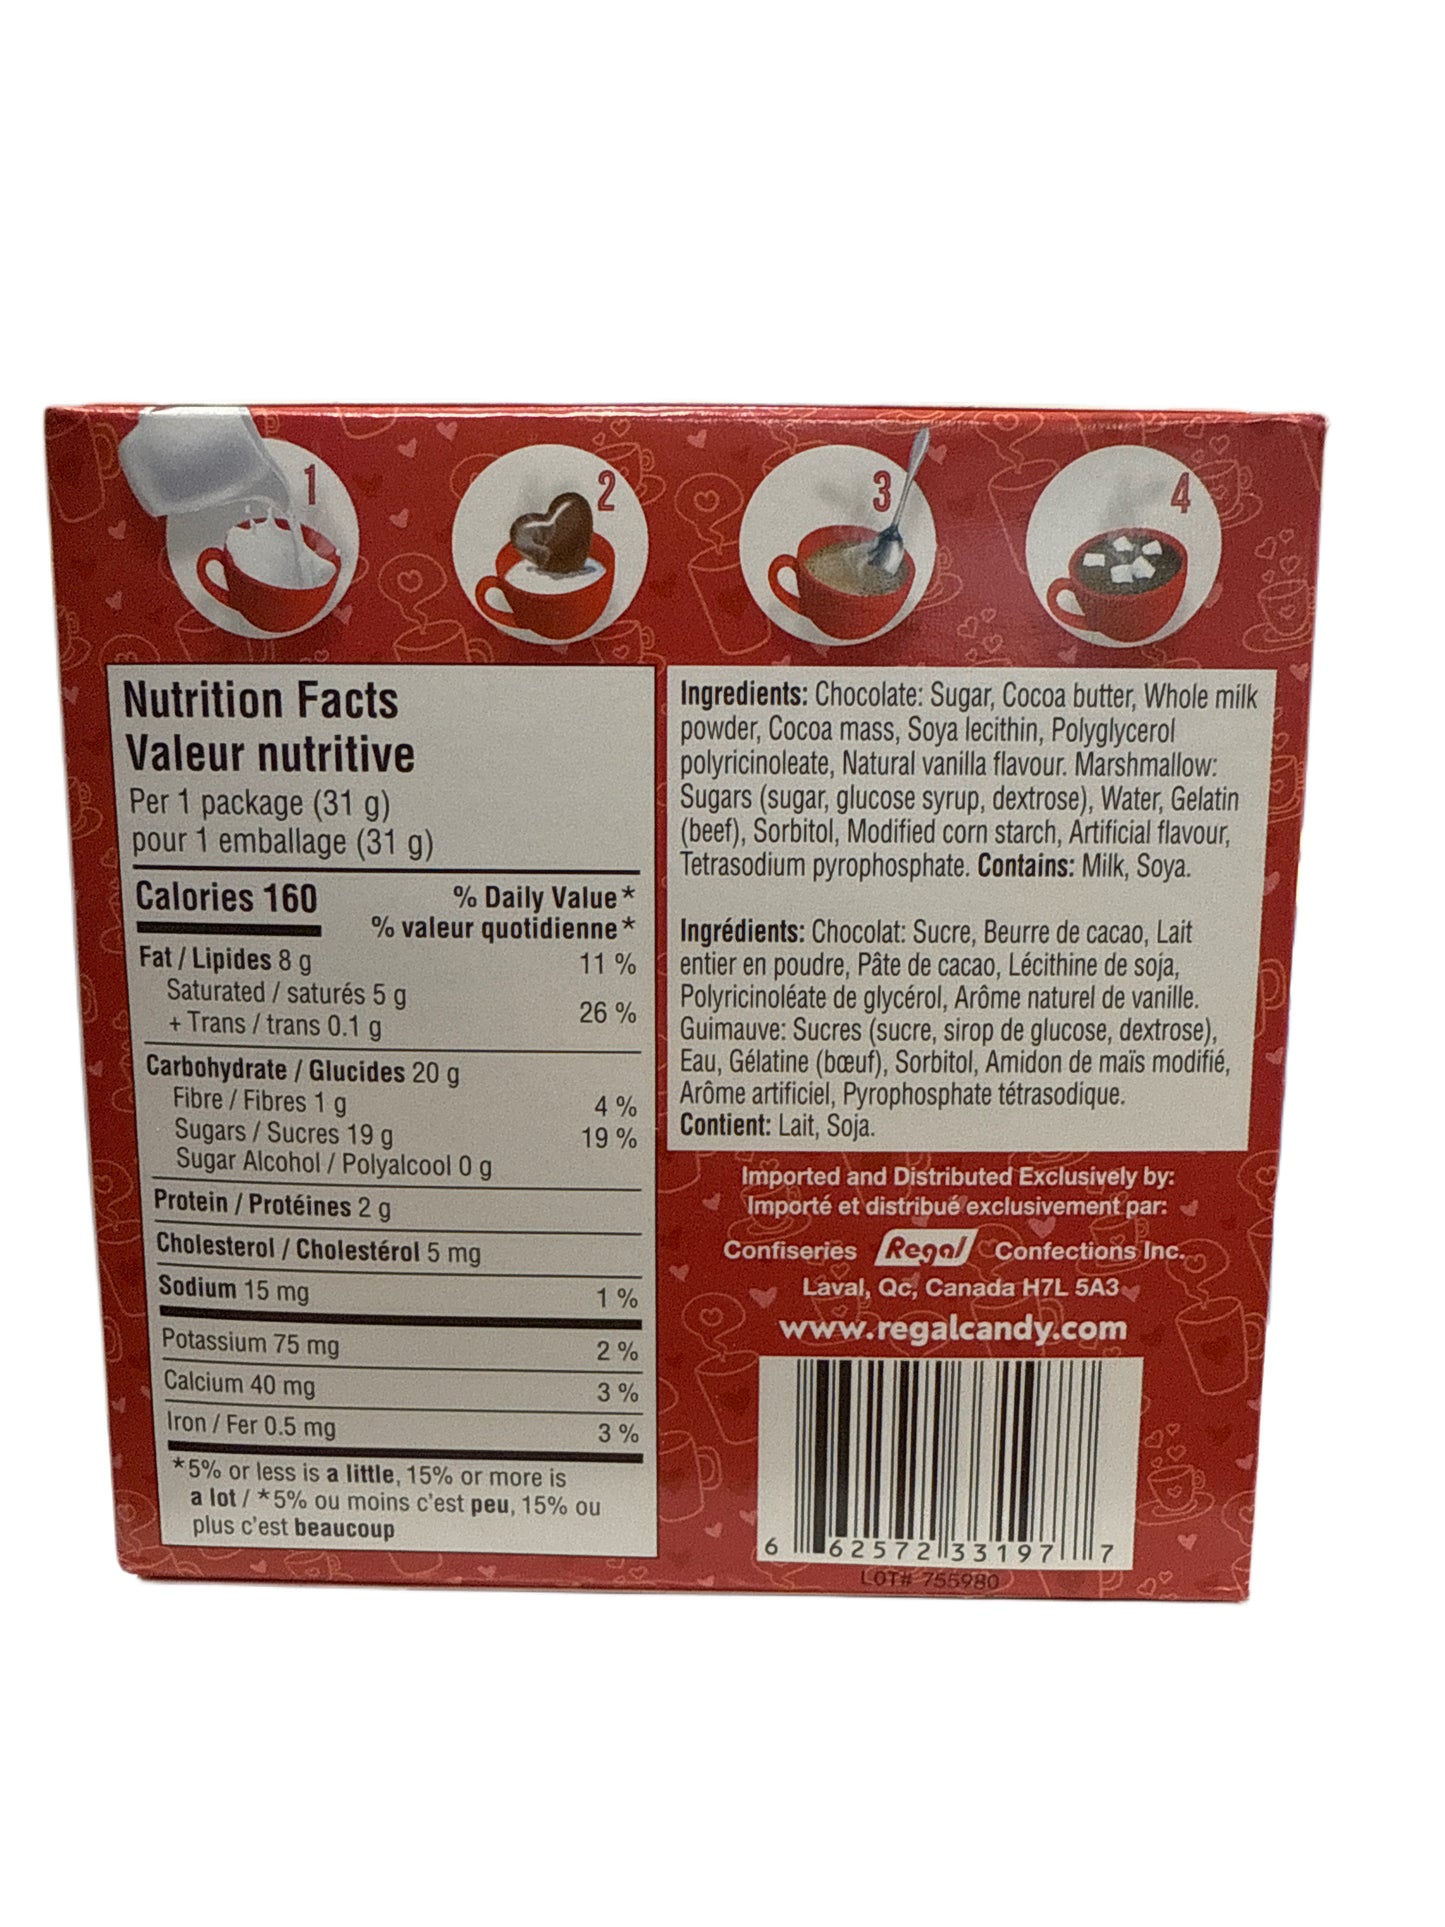 1
2
3
4
Nutrition Facts
Valeur nutritive
Per 1 package (31 g)
pour 1 emballage (31 g)
Calories 160
% Daily Value*
% valeur quotidienne*
Fat / Lipides 8 g 11 %
Saturated / saturés 5 g
+ Trans / trans 0.1 g 26 %
Carbohydrate / Glucides 20 g
Fibre / Fibres 1 g 4 %
Sugars / Sucres 19 g 19 %
Sugar Alcohol / Polyalcool 0 g
Protein / Protéines 2 g
Cholesterol / Cholestérol 5 mg
Sodium 15 mg 1 %
Potassium 75 mg 2 %
Calcium 40 mg 3 %
Iron / Fer 0.5 mg 3 %
*5% or less is a little, 15% or more is
a lot / *5% ou moins c'est peu, 15% ou
plus c'est beaucoup
Ingredients: Chocolate: Sugar, Cocoa butter, Whole milk
powder, Cocoa mass, Soya lecithin, Polyglycerol
polyricinoleate, Natural vanilla flavour. Marshmallow:
Sugars (sugar, glucose syrup, dextrose), Water, Gelatin
(beef), Sorbitol, Modified corn starch, Artificial flavour,
Tetrasodium pyrophosphate. Contains: Milk, Soya.
Ingrédients: Chocolat: Sucre, Beurre de cacao, Lait
entier en poudre, Pâte de cacao, Lécithine de soja,
Polyricinoléate de glycérol, Arôme naturel de vanille.
Guimauve: Sucres (sucre, sirop de glucose, dextrose),
Eau, Gélatine (bœuf), Sorbitol, Amidon de maïs modifié,
Arôme artificiel, Pyrophosphate tétrasodique.
Contient: Lait, Soja.
Imported and Distributed Exclusively by:
Importé et distribué exclusivement par:
Confiseries Regal Confections Inc.
Laval, Qc, Canada H7L 5A3
www.regalcandy.com
6 62572 33197 7
LOT# 755980